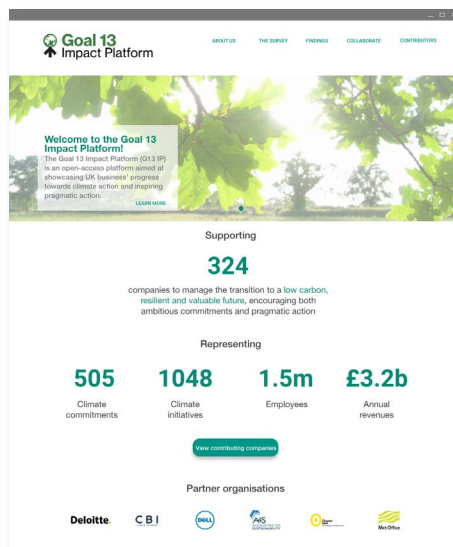 Goal 13
Impact Platform
ABOUT US THE SURVEY FINDINGS COLLABORATE CONTRIBUTORS
Welcome to the Goal 13
Impact Platform!
The Goal 13 Impact Platform (G13 IP)
is an open-access platform aimed at
showcasing UK business' progress
towards climate action and inspiring
pragmatic action.
LEARN MORE
Supporting
324
companies to manage the transition to a low carbon,
resilient and valuable future, encouraging both
ambitious commitments and pragmatic action
Representing
505 1048 1.5m £3.2b
Climate Climate Employees Annual
commitments initiatives revenues
View contributing companies
Partner organisations
Deloitte. CBI DELL A4S Met Office
ACCOUNTING FOR
SUSTAINABILITY